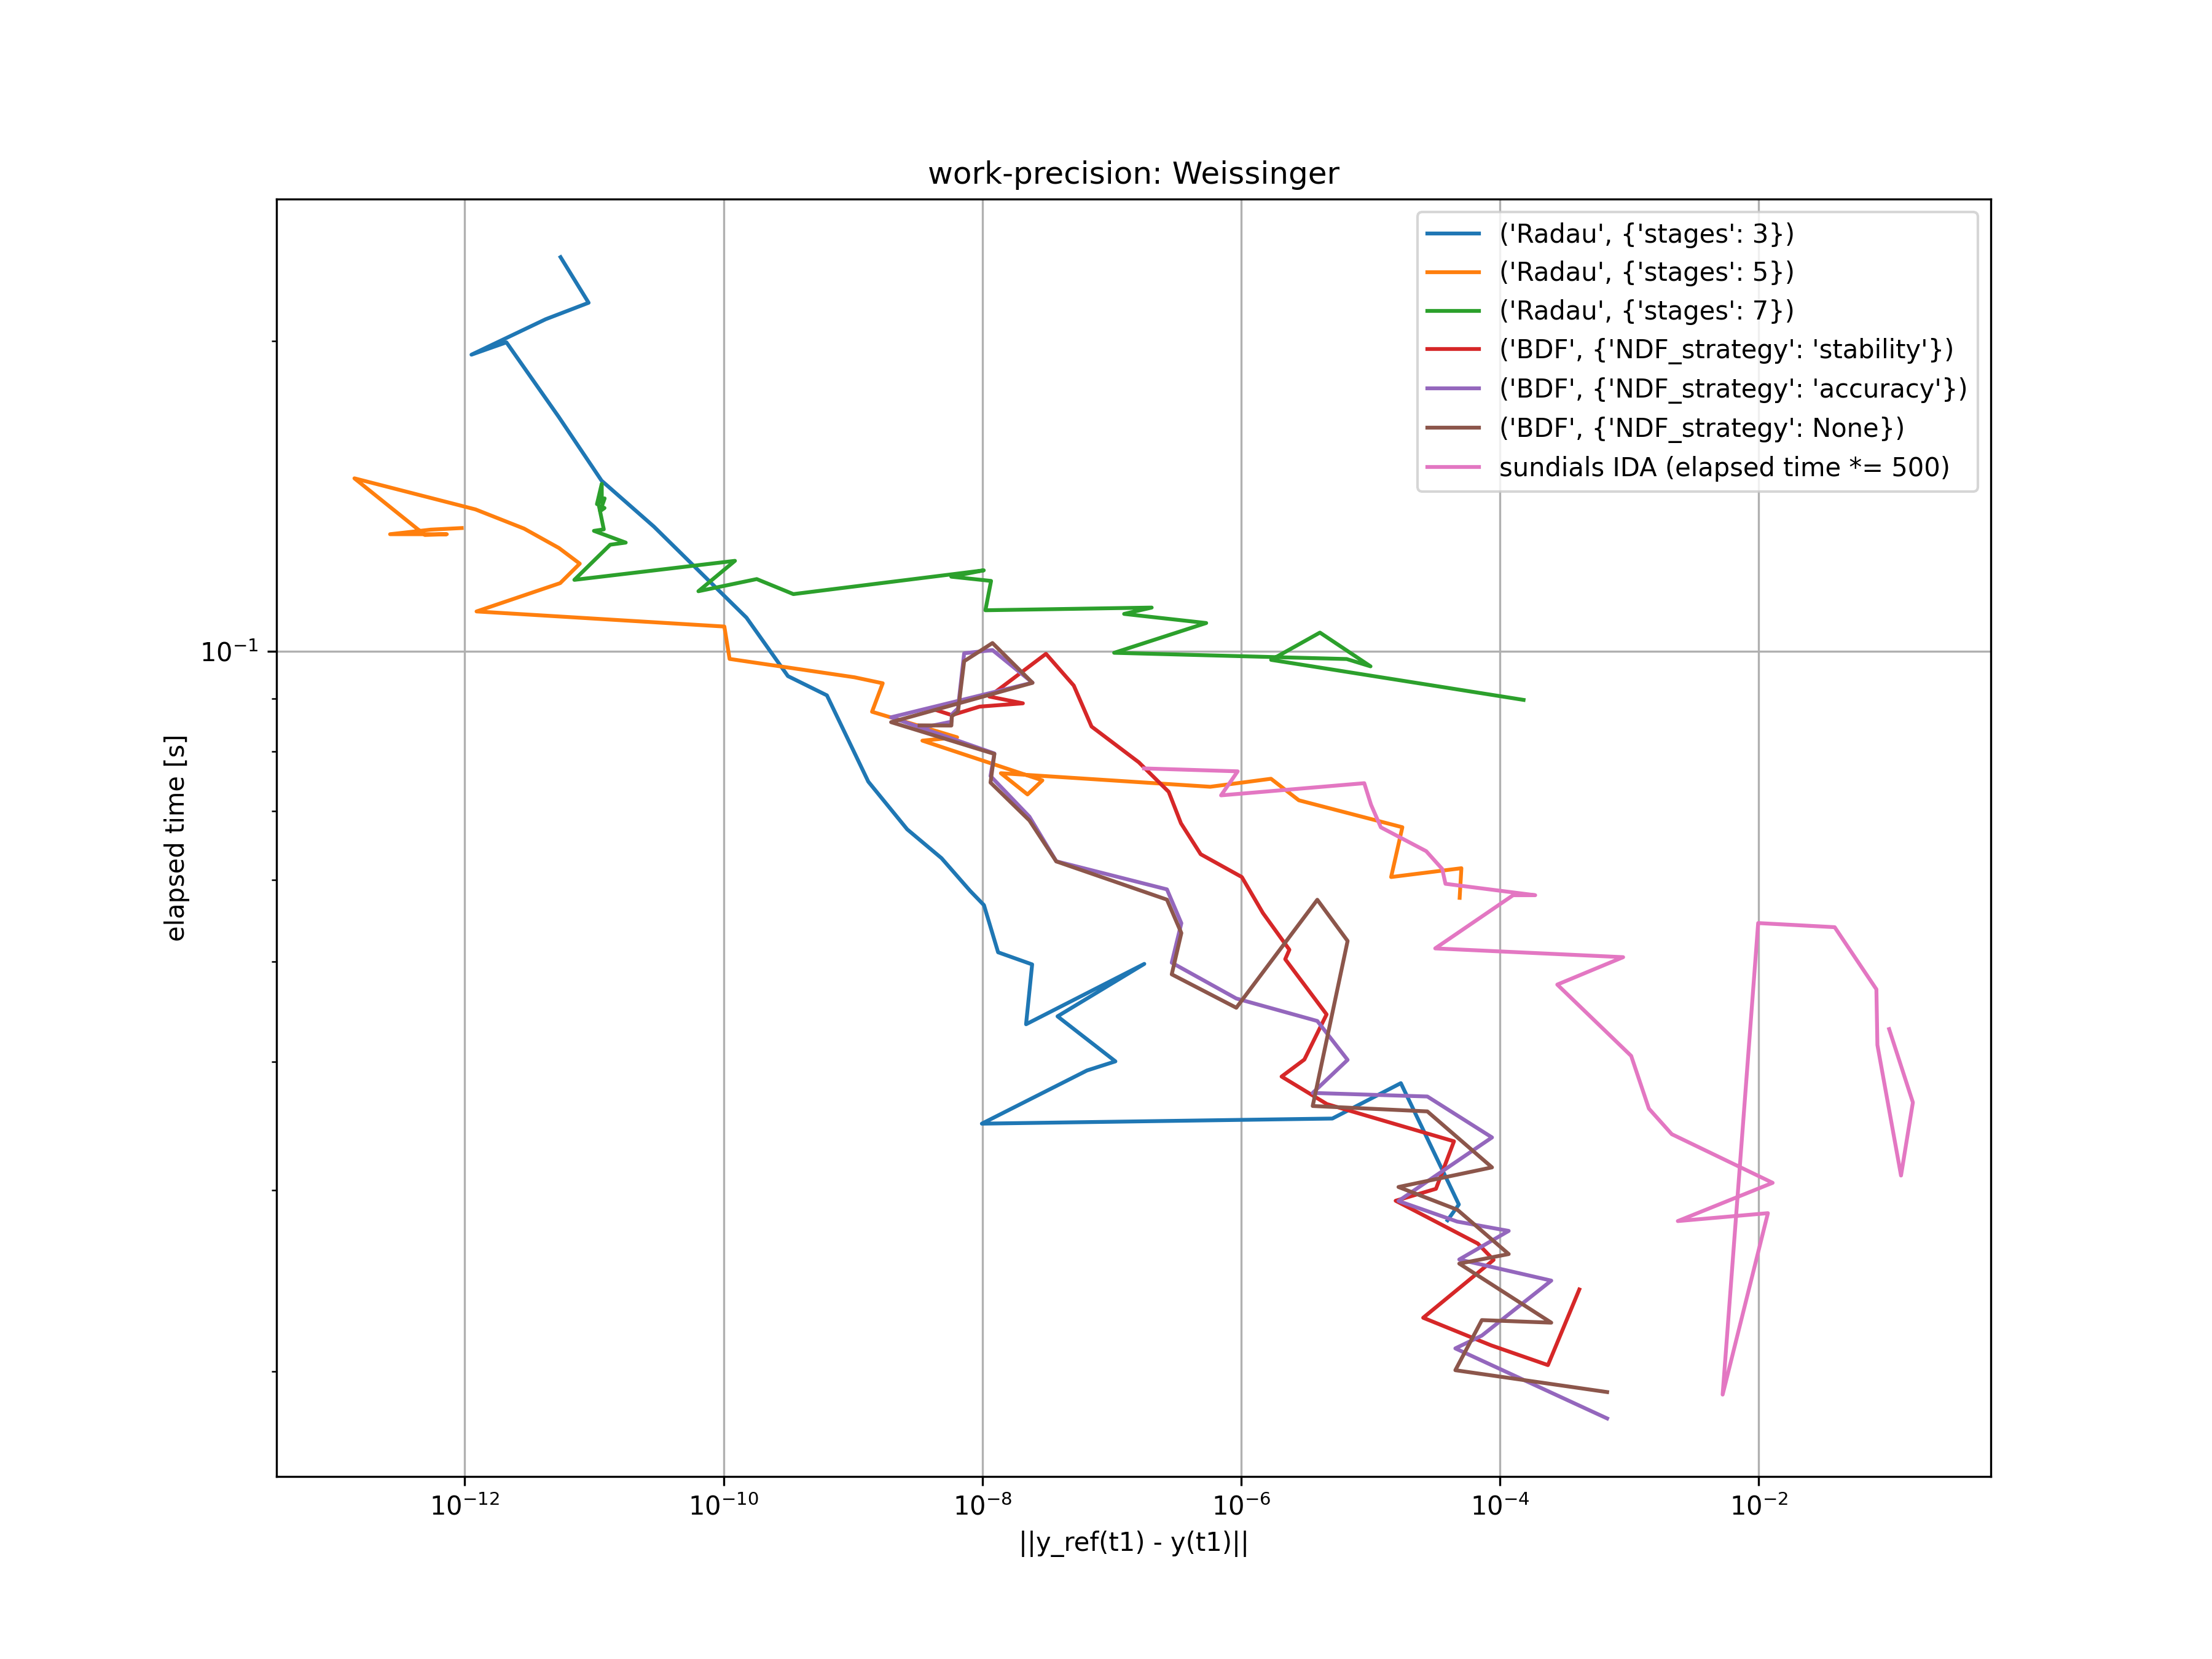 work-precision: Weissinger
('Radau', {'stages': 3})
('Radau', {'stages': 5})
('Radau', {'stages': 7})
('BDF', {'NDF_strategy': 'stability'})
('BDF', {'NDF_strategy': 'accuracy'})
('BDF', {'NDF_strategy': None})
sundials IDA (elapsed time *= 500)
10⁻¹
elapsed time [s]
10⁻¹² 10⁻¹⁰ 10⁻⁸ 10⁻⁶ 10⁻⁴ 10⁻²
||y_ref(t1) - y(t1)||